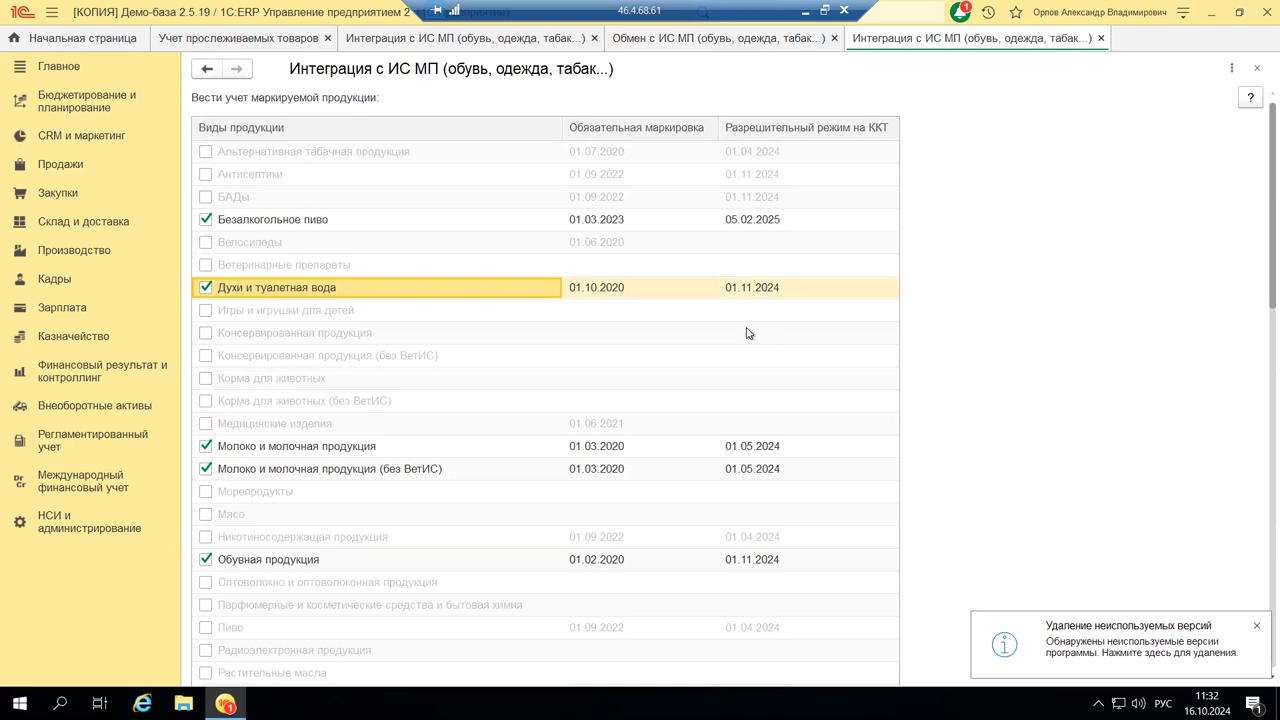 [КОПИЯ] Демо-база 2.5.19 / 1С:ERP Управление предприятием 2
46.4.68.61
1
Орлов Александр Владимирович
Начальная страница
Учет прослеживаемых товаров
Интеграция с ИС МП (обувь, одежда, табак...)
Обмен с ИС МП (обувь, одежда, табак...)
Интеграция с ИС МП (обувь, одежда, табак...)
Главное
Бюджетирование и
планирование
CRM и маркетинг
Продажи
Закупки
Склад и доставка
Производство
Кадры
Зарплата
Казначейство
Финансовый результат и
контроллинг
Внеоборотные активы
Регламентированный
учет
Международный
финансовый учет
НСИ и
администрирование
Интеграция с ИС МП (обувь, одежда, табак...)
?
Вести учет маркируемой продукции:
Виды продукции Обязательная маркировка Разрешительный режим на ККТ
Альтернативная табачная продукция 01.07.2020 01.04.2024
Антисептики 01.09.2022 01.11.2024
БАДы 01.09.2022 01.11.2024
Безалкогольное пиво 01.03.2023 05.02.2025
Велосипеды 01.06.2020
Ветеринарные препараты
Духи и туалетная вода 01.10.2020 01.11.2024
Игры и игрушки для детей
Консервированная продукция
Консервированная продукция (без ВетИС)
Корма для животных
Корма для животных (без ВетИС)
Медицинские изделия 01.06.2021
Молоко и молочная продукция 01.03.2020 01.05.2024
Молоко и молочная продукция (без ВетИС) 01.03.2020 01.05.2024
Морепродукты
Мясо
Никотиносодержащая продукция 01.09.2022 01.04.2024
Обувная продукция 01.02.2020 01.11.2024
Оптоволокно и оптоволоконная продукция
Парфюмерные и косметические средства и бытовая химия
Пиво 01.09.2022 01.04.2024
Радиоэлектронная продукция
Растительные масла
Удаление неиспользуемых версий
Обнаружены неиспользуемые версии
программы. Нажмите здесь для удаления.
РУС
11:32
16.10.2024
1
1